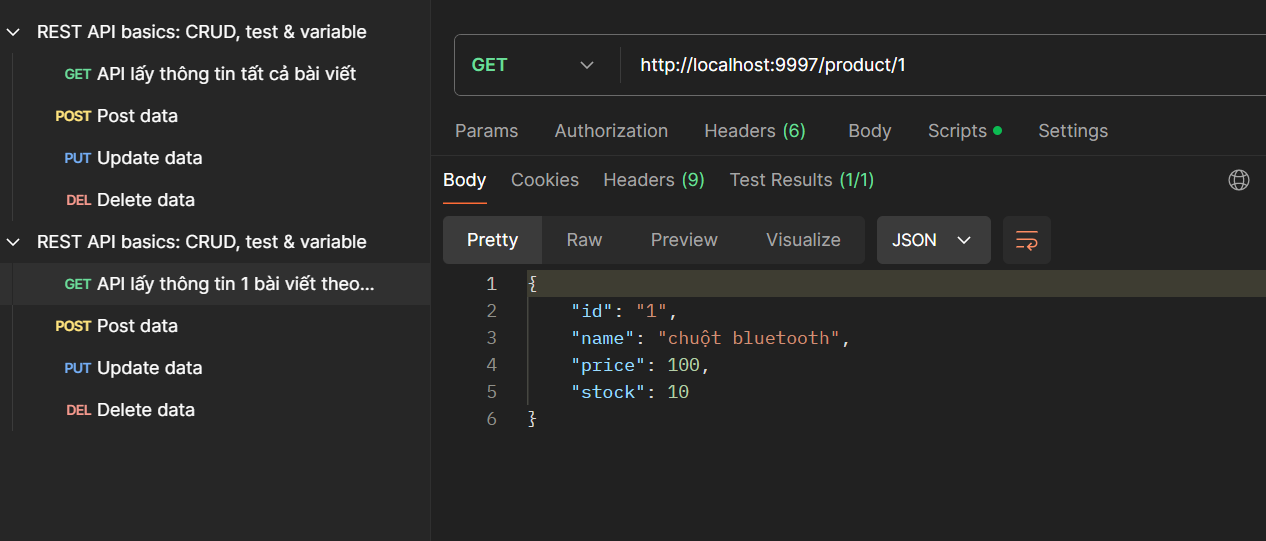 REST API basics: CRUD, test & variable
GET API lấy thông tin tất cả bài viết
POST Post data
PUT Update data
DEL Delete data
REST API basics: CRUD, test & variable
GET API lấy thông tin 1 bài viết theo...
POST Post data
PUT Update data
DEL Delete data
GET http://localhost:9997/product/1
Params Authorization Headers (6) Body Scripts Settings
Body Cookies Headers (9) Test Results (1/1)
Pretty Raw Preview Visualize JSON
1 {
2 "id": "1",
3 "name": "chuột bluetooth",
4 "price": 100,
5 "stock": 10
6 }